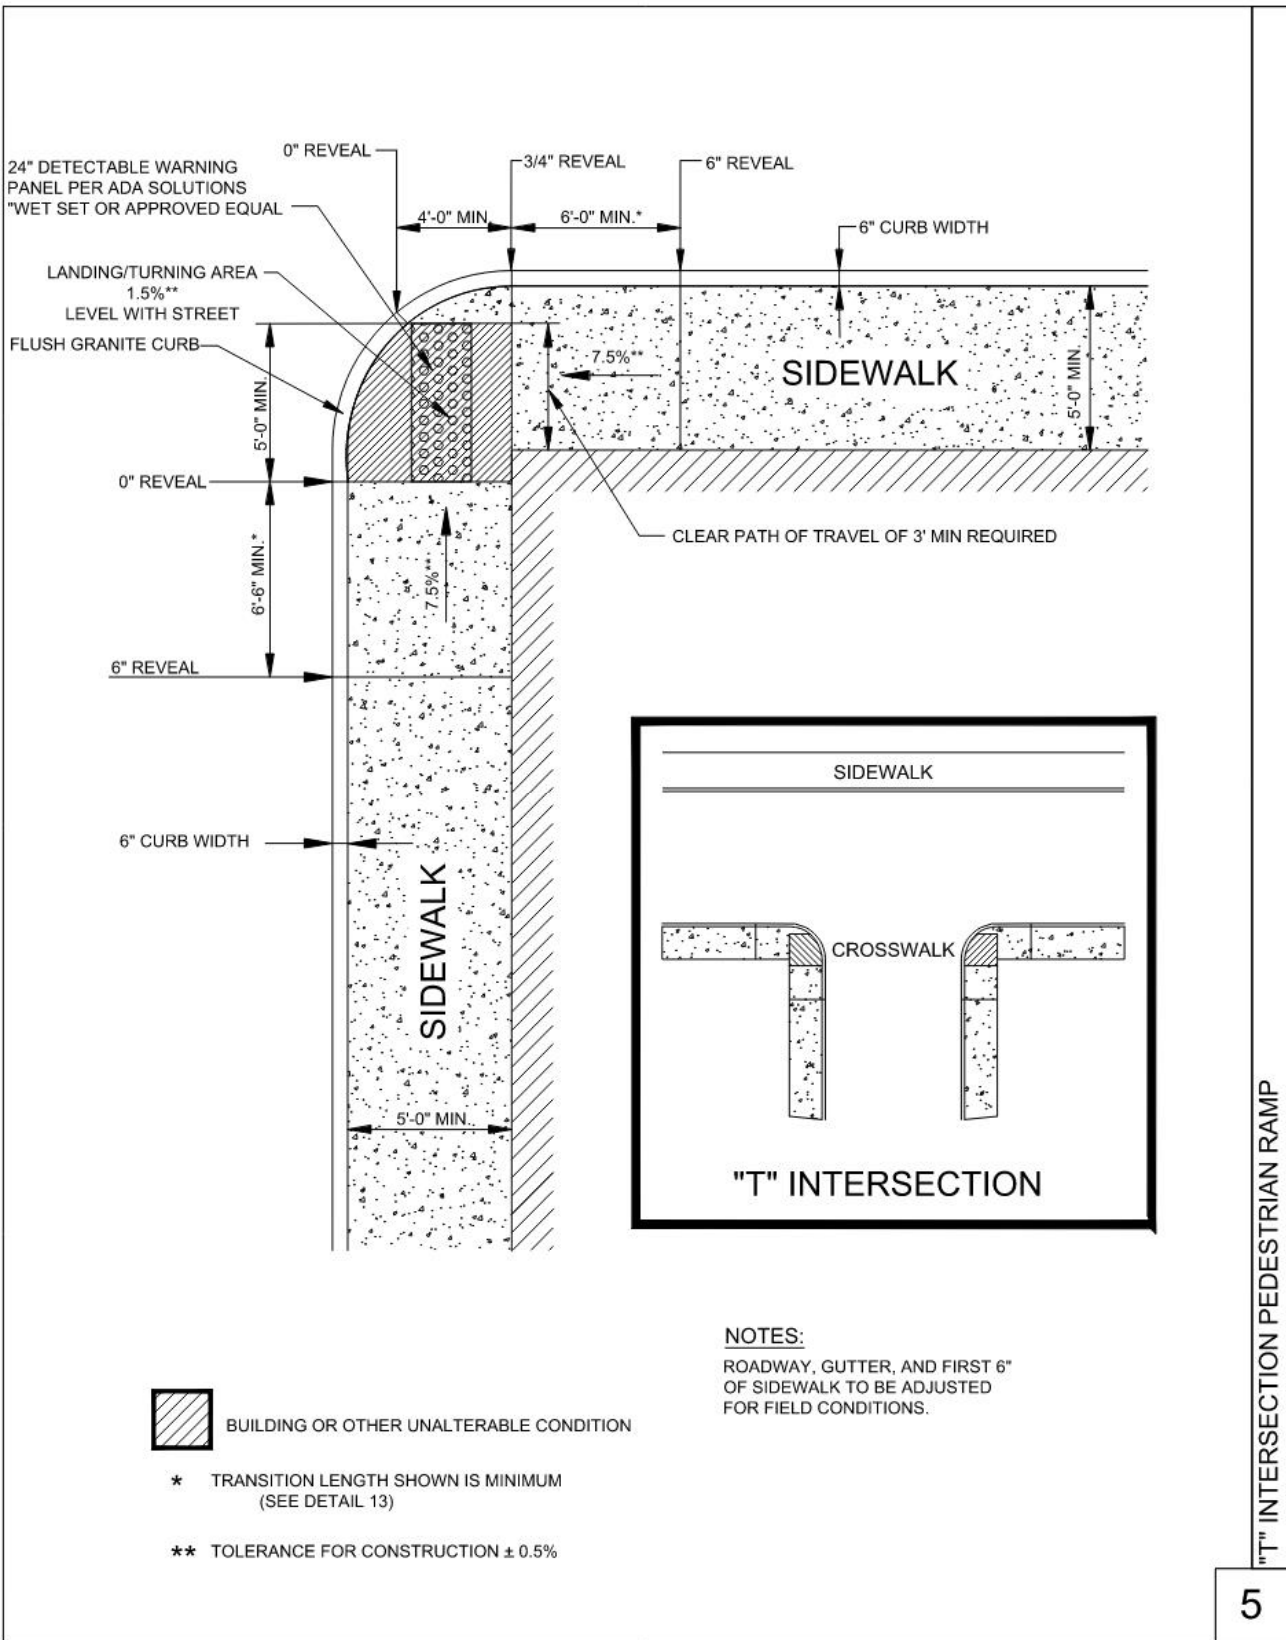 0" REVEAL
24" DETECTABLE WARNING
PANEL PER ADA SOLUTIONS
"WET SET OR APPROVED EQUAL
3/4" REVEAL
6" REVEAL
4'-0" MIN.
6'-0" MIN.*
6" CURB WIDTH
LANDING/TURNING AREA
1.5%**
LEVEL WITH STREET
FLUSH GRANITE CURB
7.5%**
SIDEWALK
5'-0" MIN.
5'-0" MIN.
0" REVEAL
CLEAR PATH OF TRAVEL OF 3' MIN REQUIRED
6'-6" MIN.*
7.5%**
6" REVEAL
6" CURB WIDTH
SIDEWALK
5'-0" MIN.
SIDEWALK
CROSSWALK
"T" INTERSECTION
NOTES:
ROADWAY, GUTTER, AND FIRST 6"
OF SIDEWALK TO BE ADJUSTED
FOR FIELD CONDITIONS.
BUILDING OR OTHER UNALTERABLE CONDITION
* TRANSITION LENGTH SHOWN IS MINIMUM
(SEE DETAIL 13)
** TOLERANCE FOR CONSTRUCTION ± 0.5%
"T" INTERSECTION PEDESTRIAN RAMP
5